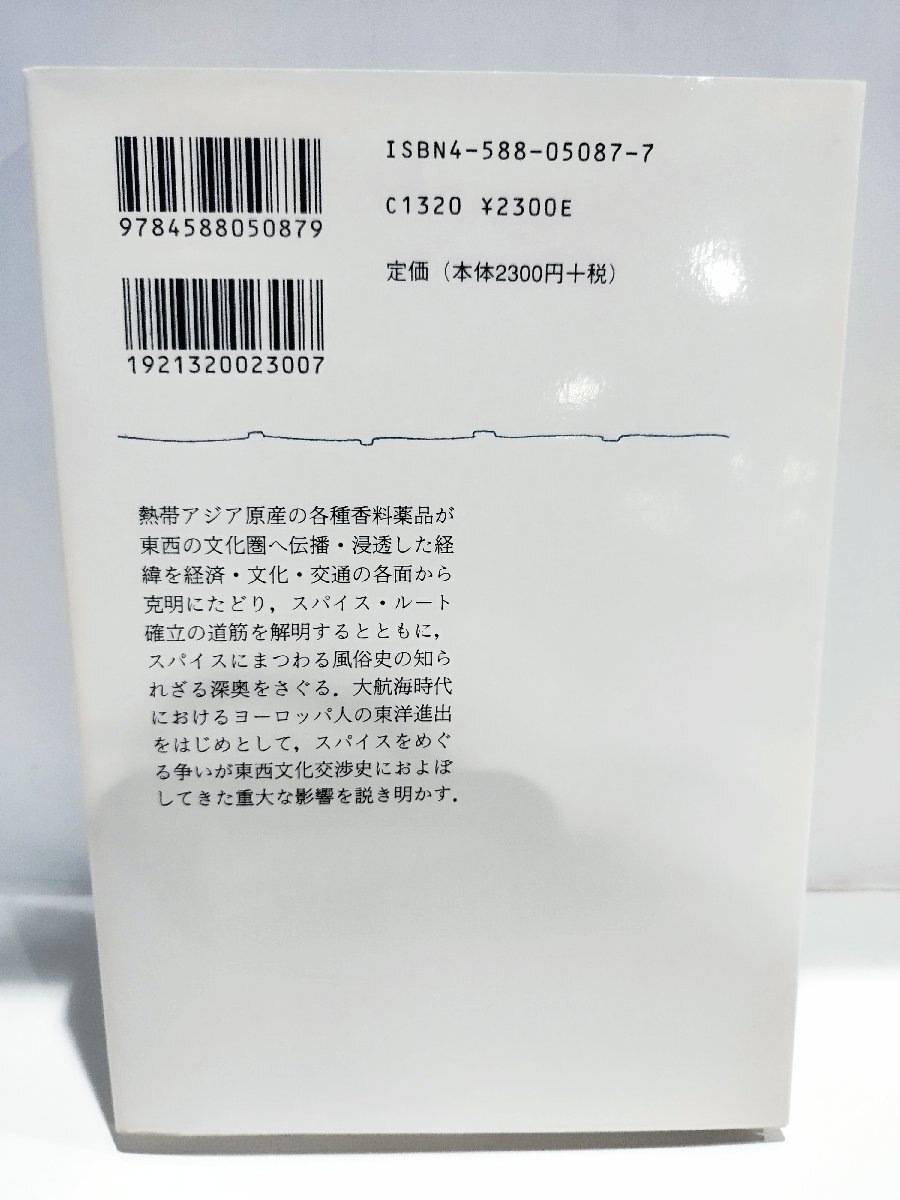 ISBN4-588-05087-7
9784588050879
C1320 ¥2300E
定価（本体2300円＋税）
1921320023007
熱帯アジア原産の各種香料薬品が
東西の文化圏へ伝播・浸透した経
緯を経済・文化・交通の各面から
克明にたどり，スパイス・ルート
確立の道筋を解明するとともに，
スパイスにまつわる風俗史の知ら
れざる深奥をさぐる．大航海時代
におけるヨーロッパ人の東洋進出
をはじめとして，スパイスをめぐ
る争いが東西文化交渉史におよぼ
してきた重大な影響を説き明かす．